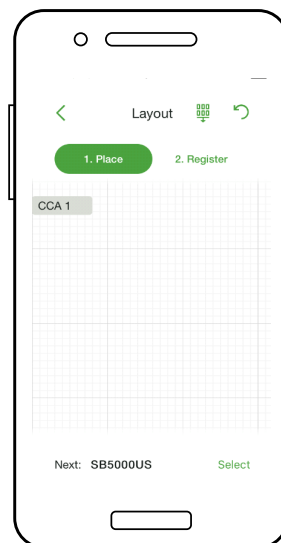 Layout
1. Place 2. Register
CCA 1
Next: SB5000US Select